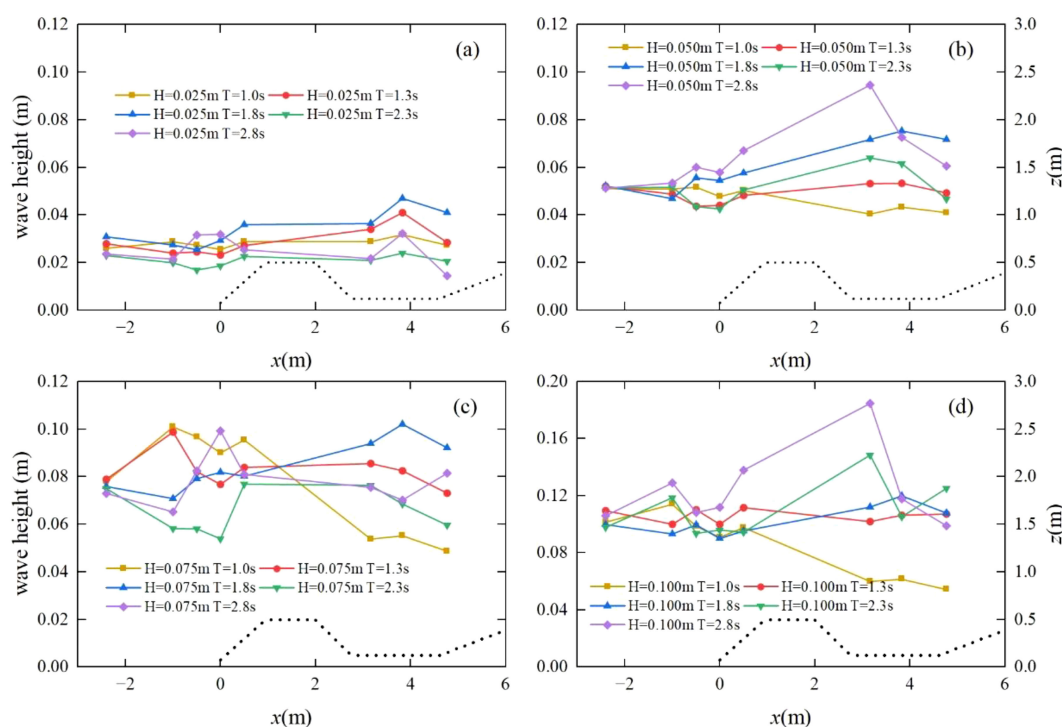 0.12
0.10
0.08
0.06
0.04
0.02
0.00
wave height (m)
(a)
H=0.025m T=1.0s H=0.025m T=1.3s
H=0.025m T=1.8s H=0.025m T=2.3s
H=0.025m T=2.8s
−2 0 2 4 6
x(m)
0.12
0.10
0.08
0.06
0.04
0.02
0.00
(b)
H=0.050m T=1.0s H=0.050m T=1.3s
H=0.050m T=1.8s H=0.050m T=2.3s
H=0.050m T=2.8s
3.0
2.5
2.0
1.5
1.0
0.5
0.0
z(m)
−2 0 2 4 6
x(m)
0.12
0.10
0.08
0.06
0.04
0.02
0.00
wave height (m)
(c)
H=0.075m T=1.0s H=0.075m T=1.3s
H=0.075m T=1.8s H=0.075m T=2.3s
H=0.075m T=2.8s
−2 0 2 4 6
x(m)
0.20
0.16
0.12
0.08
0.04
0.00
(d)
H=0.100m T=1.0s H=0.100m T=1.3s
H=0.100m T=1.8s H=0.100m T=2.3s
H=0.100m T=2.8s
3.0
2.5
2.0
1.5
1.0
0.5
0.0
z(m)
−2 0 2 4 6
x(m)